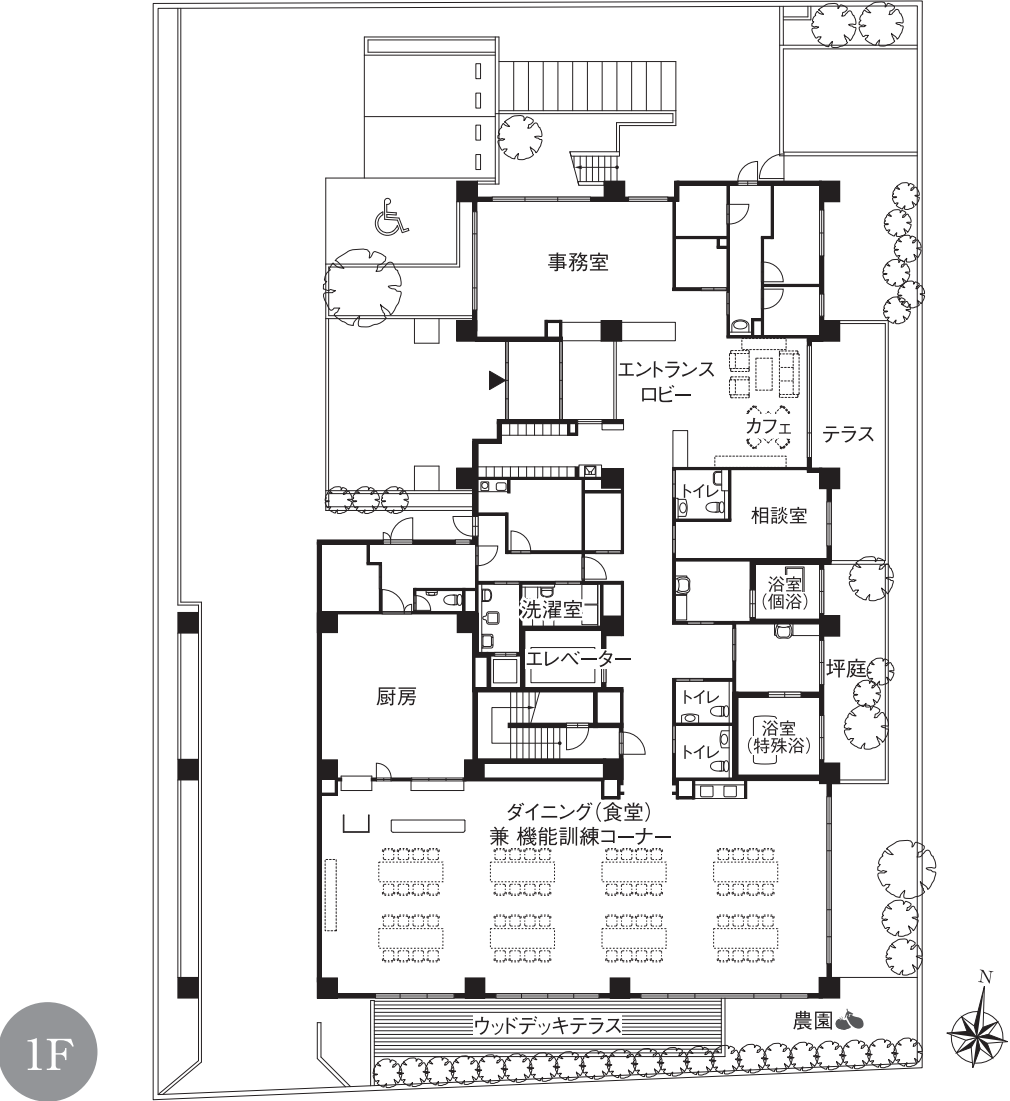 事務室
エントランス
ロビー
カフェ
テラス
トイレ
相談室
浴室
(個浴)
洗濯室
エレベーター
坪庭
厨房
トイレ
浴室
(特殊浴)
トイレ
ダイニング(食堂)
兼 機能訓練コーナー
N
農園
ウッドデッキテラス
1F